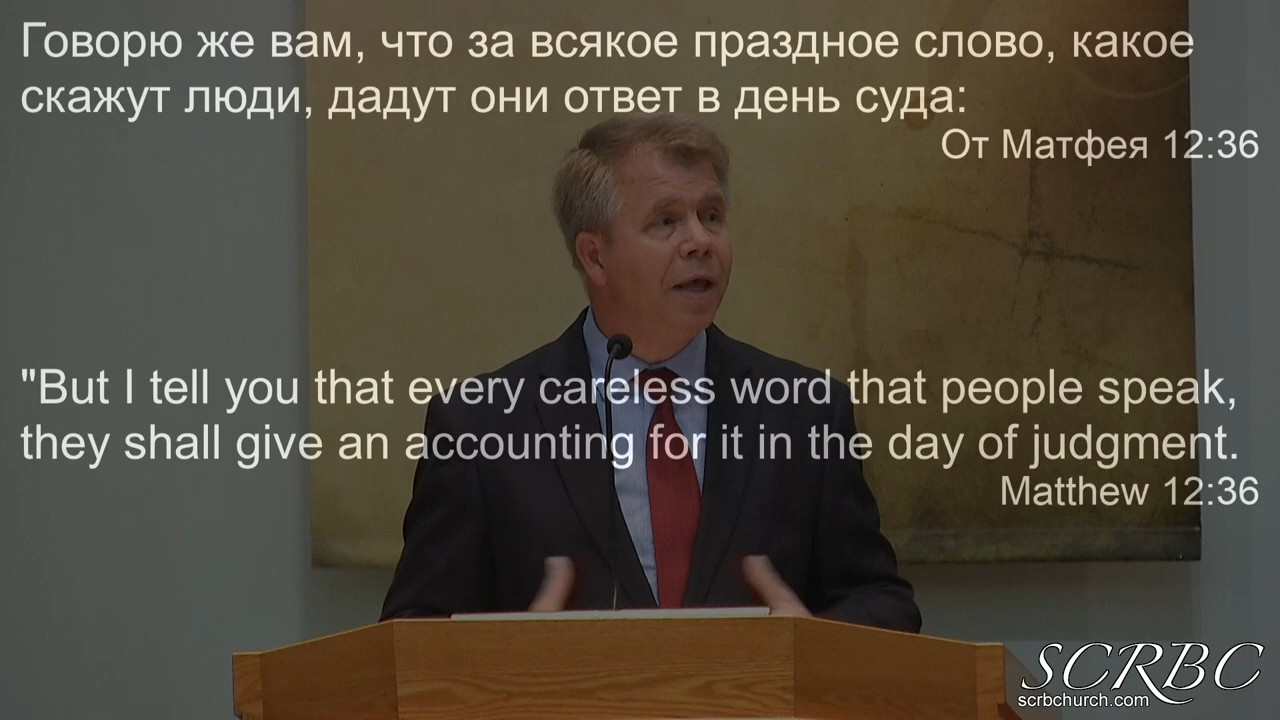 Говорю же вам, что за всякое праздное слово, какое
скажут люди, дадут они ответ в день суда:
От Матфея 12:36
"But I tell you that every careless word that people speak,
they shall give an accounting for it in the day of judgment.
Matthew 12:36
SCRBC
scrbchurch.com